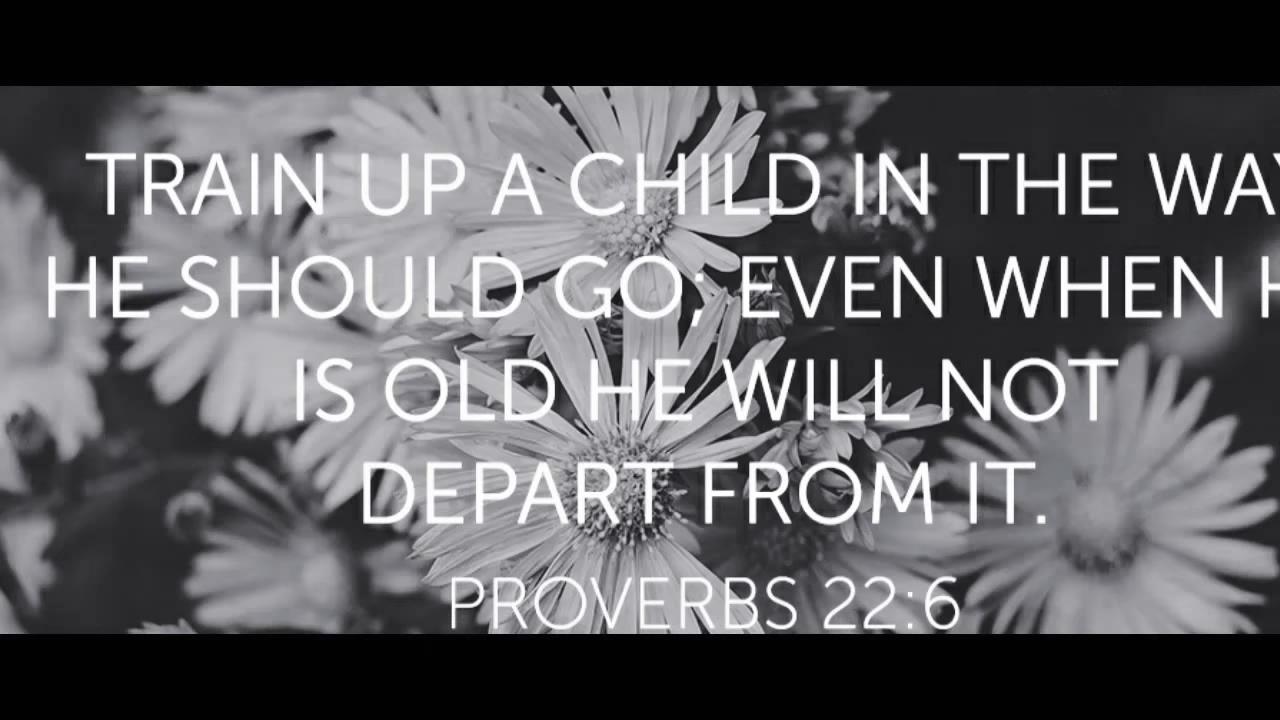 TRAIN UP A CHILD IN THE WAY
HE SHOULD GO; EVEN WHEN H
IS OLD HE WILL NOT
DEPART FROM IT.
PROVERBS 22:6